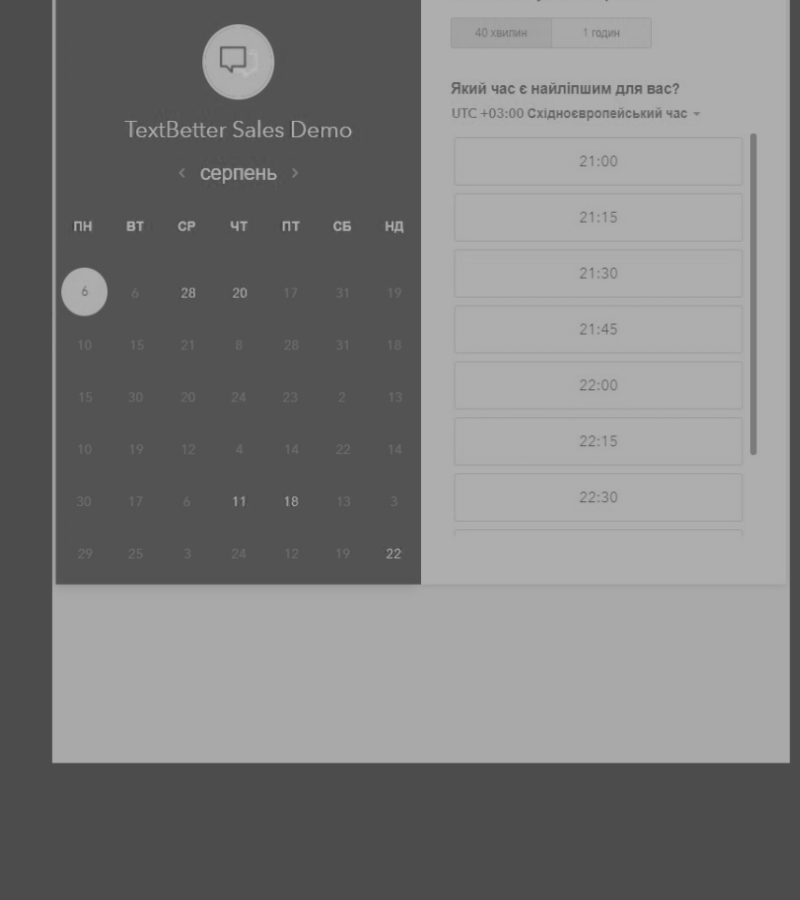 TextBetter Sales Demo
‹ серпень ›
ПН ВТ СР ЧТ ПТ СБ НД
6 6 28 20 17 31 19
10 15 21 8 28 31 18
15 30 20 24 23 2 13
10 19 12 4 14 22 14
30 17 6 11 18 13 3
29 25 3 24 12 19 22
40 хвилин 1 годин
Який час є найліпшим для вас?
UTC +03:00 Східноєвропейський час
21:00
21:15
21:30
21:45
22:00
22:15
22:30